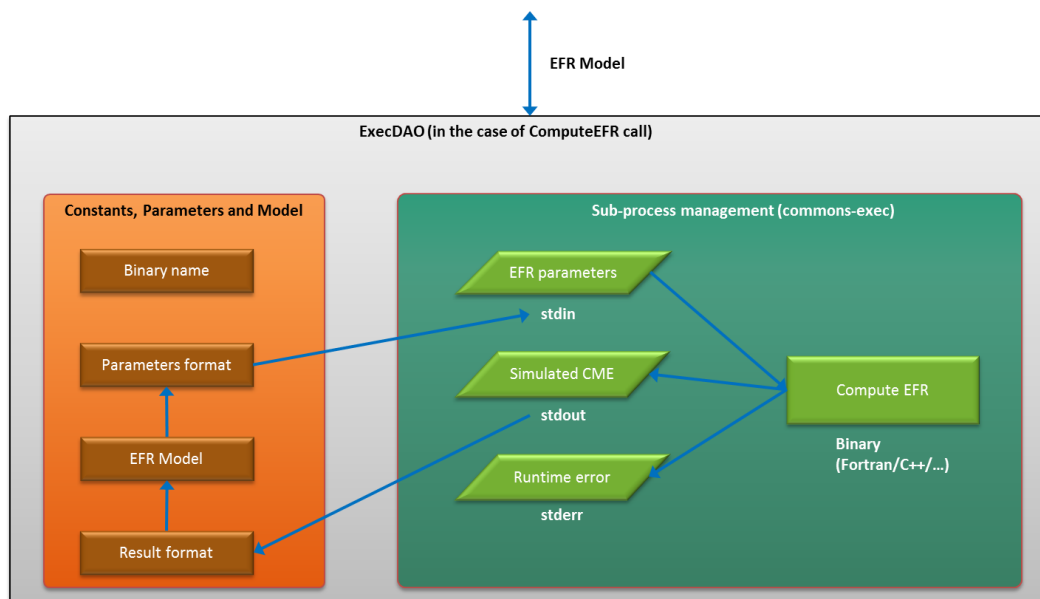 EFR Model
ExecDAO (in the case of ComputeEFR call)
Constants, Parameters and Model
Binary name
Parameters format
EFR Model
Result format
Sub-process management (commons-exec)
EFR parameters
stdin
Simulated CME
stdout
Runtime error
stderr
Compute EFR
Binary
(Fortran/C++/…)